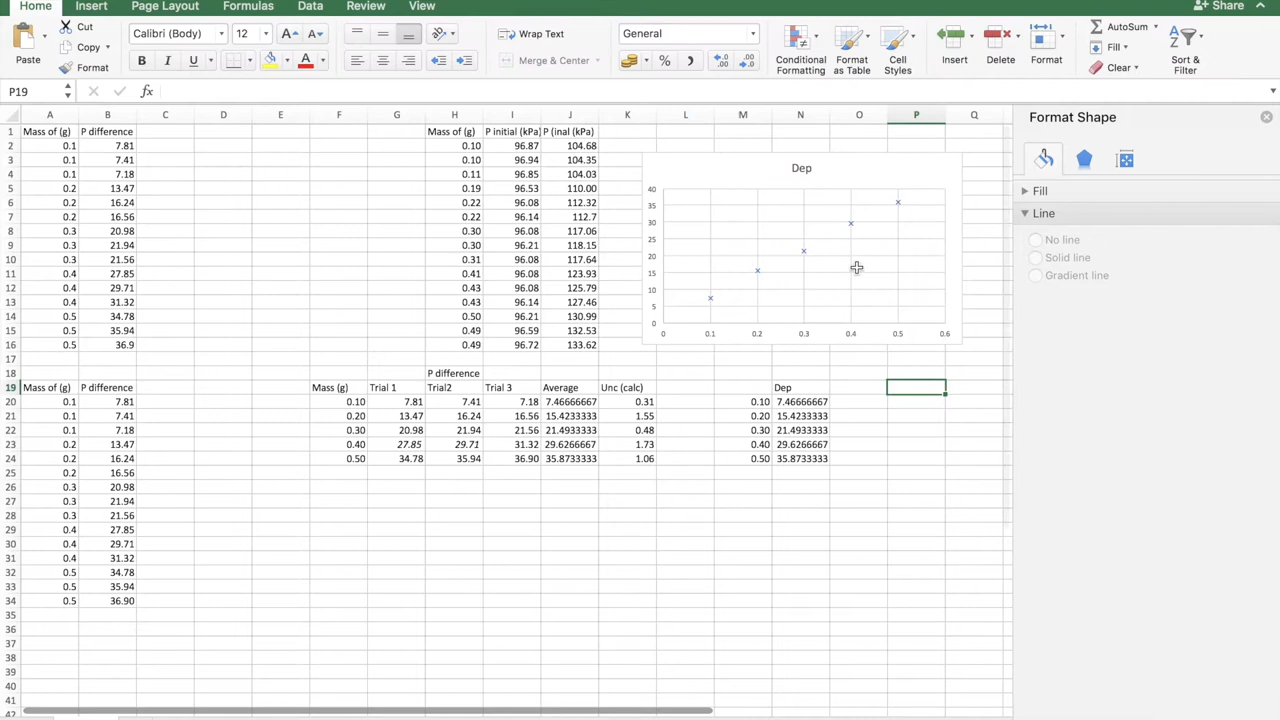 Home Insert Page Layout Formulas Data Review View Share
Cut Calibri (Body) 12 A A Wrap Text General AutoSum
Copy Fill
Paste Format B I U A Merge & Center % Conditional Formatting Format as Table Cell Styles Insert Delete Format Clear Sort & Filter
P19 fx
A B C D E F G H I J K L M N O P Q
Format Shape
Fill
Line
No line
Solid line
Gradient line
1 Mass of (g) P difference Mass of (g) P initial (kPa) P (inal (kPa)
2 0.1 7.81 0.10 96.87 104.68
3 0.1 7.41 0.10 96.94 104.35
4 0.1 7.18 0.11 96.85 104.03
5 0.2 13.47 0.19 96.53 110.00
6 0.2 16.24 0.22 96.08 112.32
7 0.2 16.56 0.22 96.14 112.7
8 0.3 20.98 0.30 96.08 117.06
9 0.3 21.94 0.30 96.21 118.15
10 0.3 21.56 0.31 96.08 117.64
11 0.4 27.85 0.41 96.08 123.93
12 0.4 29.71 0.43 96.08 125.79
13 0.4 31.32 0.43 96.14 127.46
14 0.5 34.78 0.50 96.21 130.99
15 0.5 35.94 0.49 96.59 132.53
16 0.5 36.9 0.49 96.72 133.62
Dep
40
35
30
25
20
15
10
5
0
0 0.1 0.2 0.3 0.4 0.5 0.6
17
18 P difference
19 Mass of (g) P difference Mass (g) Trial 1 Trial2 Trial 3 Average Unc (calc) Dep
20 0.1 7.81 0.10 7.81 7.41 7.18 7.46666667 0.31 0.10 7.46666667
21 0.1 7.41 0.20 13.47 16.24 16.56 15.4233333 1.55 0.20 15.4233333
22 0.1 7.18 0.30 20.98 21.94 21.56 21.4933333 0.48 0.30 21.4933333
23 0.2 13.47 0.40 27.85 29.71 31.32 29.6266667 1.73 0.40 29.6266667
24 0.2 16.24 0.50 34.78 35.94 36.90 35.8733333 1.06 0.50 35.8733333
25 0.2 16.56
26 0.3 20.98
27 0.3 21.94
28 0.3 21.56
29 0.4 27.85
30 0.4 29.71
31 0.4 31.32
32 0.5 34.78
33 0.5 35.94
34 0.5 36.90
35
36
37
38
39
40
41
42